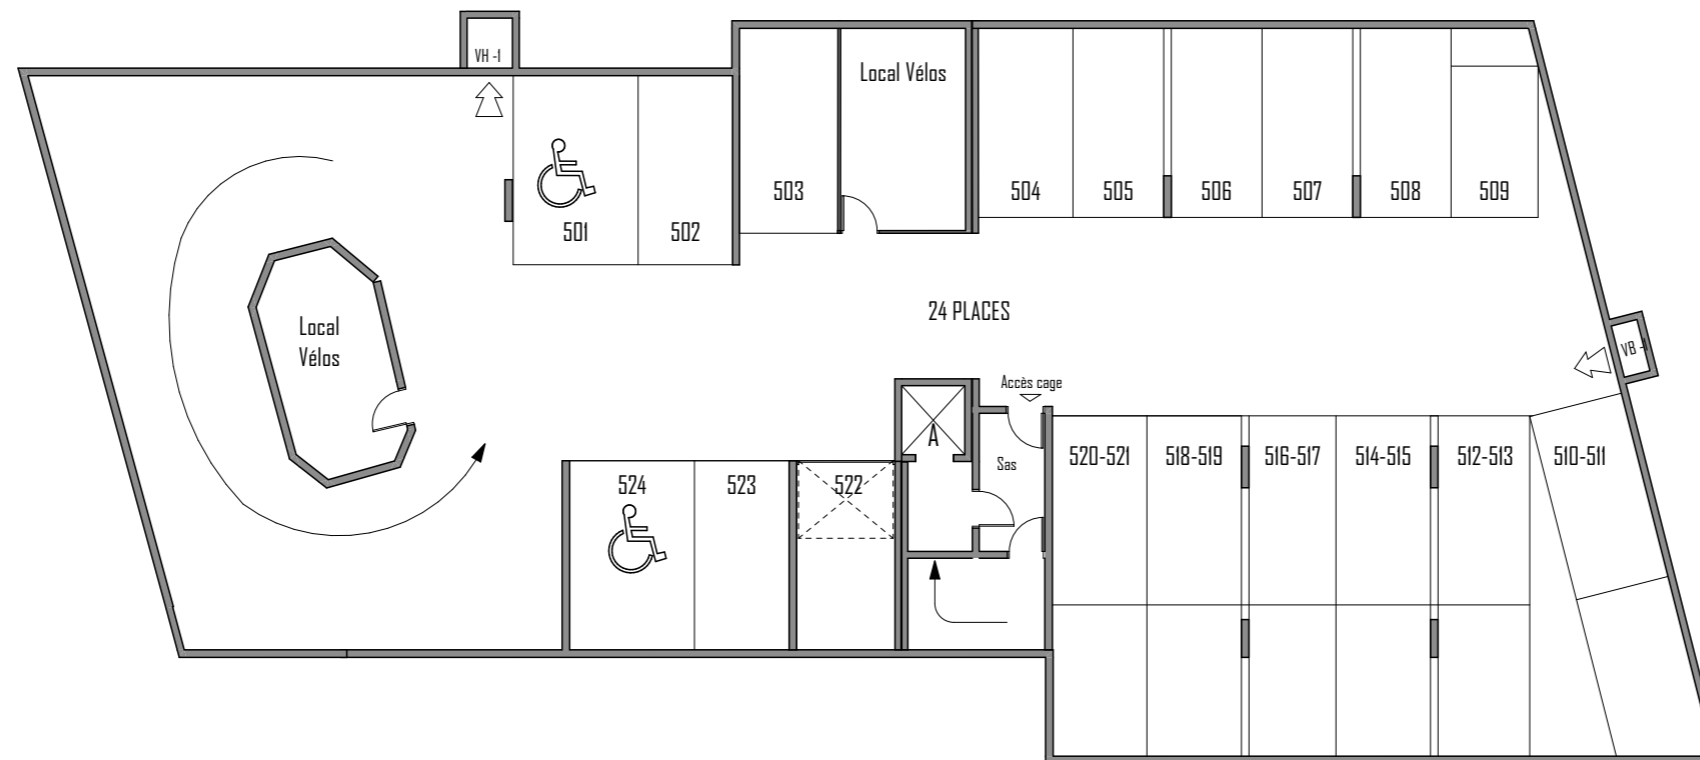 VH -1
Local Vélos
503
504
505
506
507
508
509
501
502
24 PLACES
Local
Vélos
VB -1
Accès cage
A
Sas
520-521
518-519
516-517
514-515
512-513
510-511
524
523
522